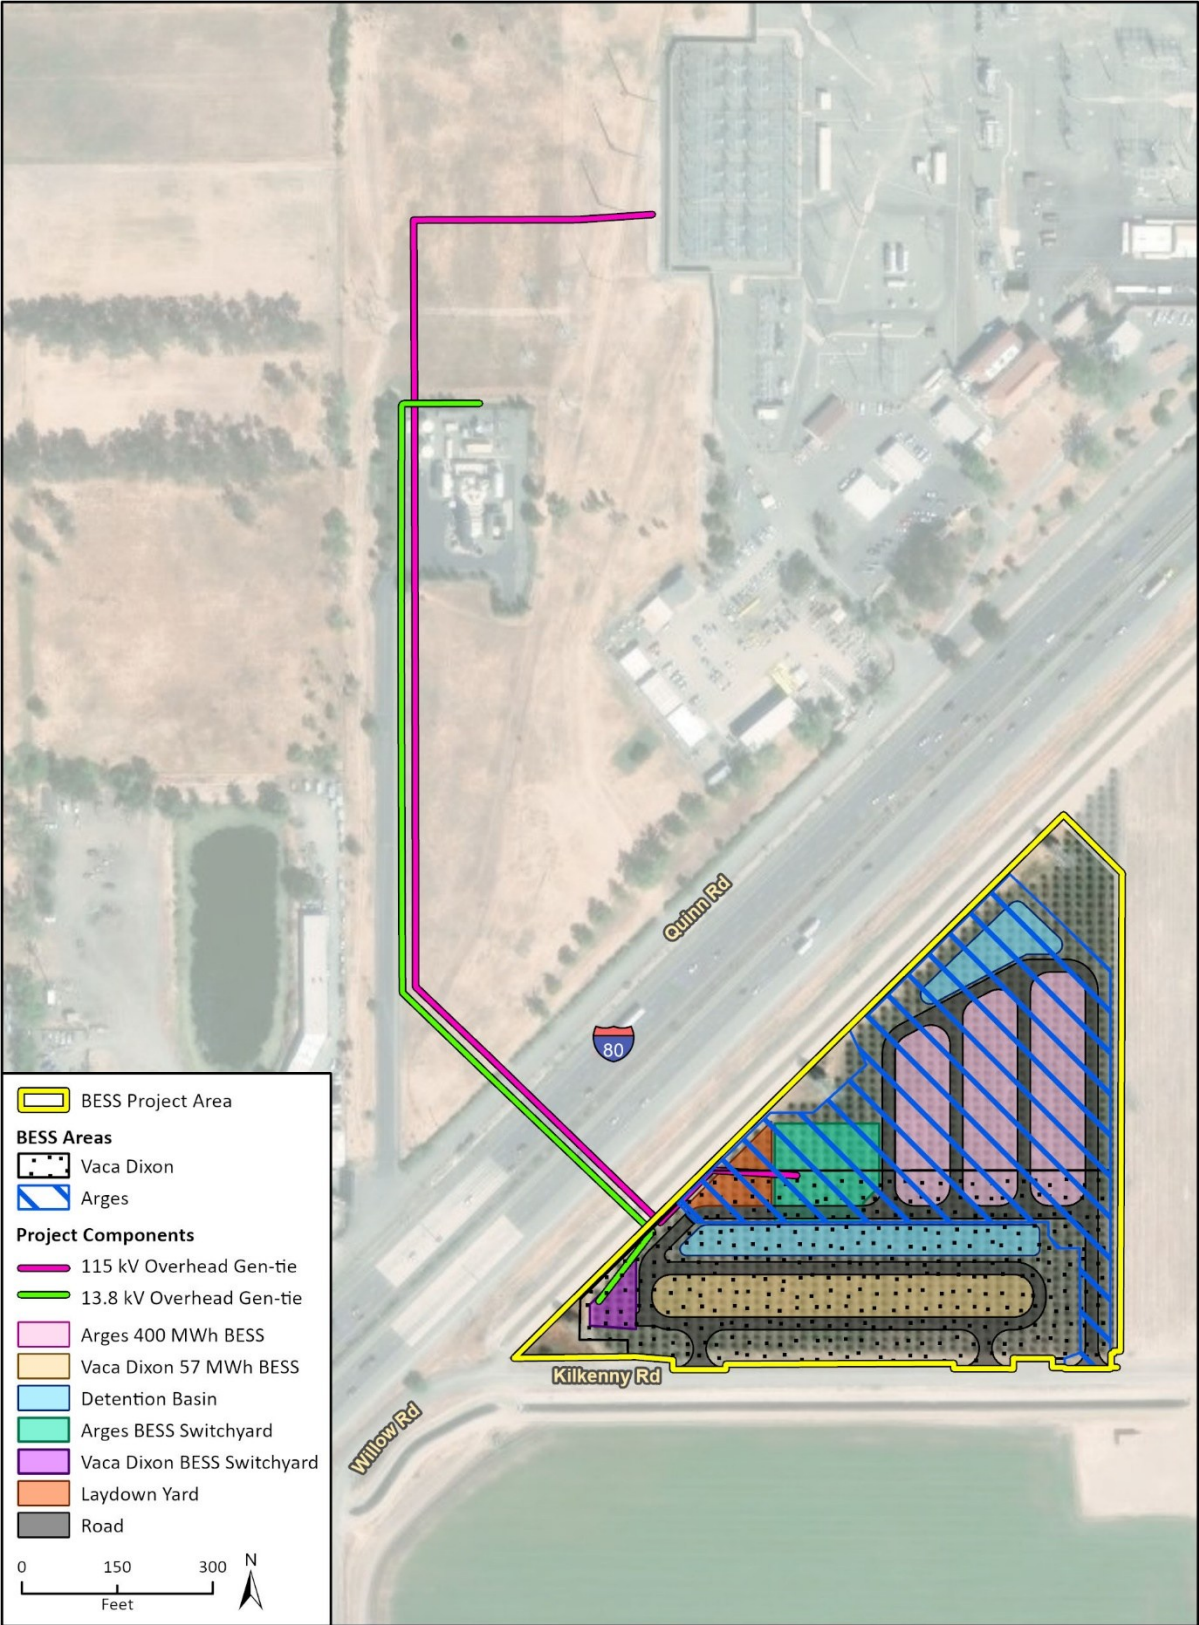 Quinn Rd
80
Kilkenny Rd
Willow Rd
BESS Project Area
BESS Areas
Vaca Dixon
Arges
Project Components
115 kV Overhead Gen-tie
13.8 kV Overhead Gen-tie
Arges 400 MWh BESS
Vaca Dixon 57 MWh BESS
Detention Basin
Arges BESS Switchyard
Vaca Dixon BESS Switchyard
Laydown Yard
Road
0 150 300
Feet
N